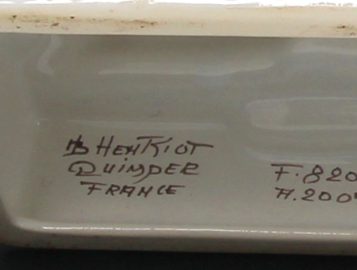 HB HENRIOT
QUIMPER
FRANCE
F.820
A.200